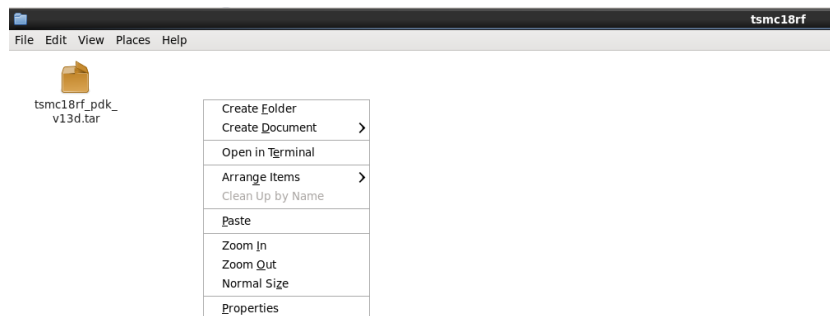 tsmc18rf
File Edit View Places Help
tsmc18rf_pdk_
v13d.tar
Create Folder
Create Document
Open in Terminal
Arrange Items
Clean Up by Name
Paste
Zoom In
Zoom Out
Normal Size
Properties